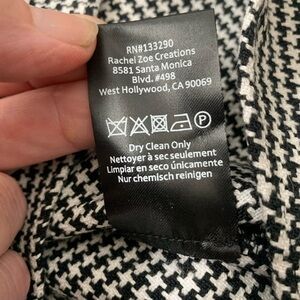 RN#133290
Rachel Zoe Creations
8581 Santa Monica
Blvd. #498
West Hollywood, CA 90069
P
Dry Clean Only
Nettoyer à sec seulement
Limpiar en seco únicamente
Nur chemisch reinigen